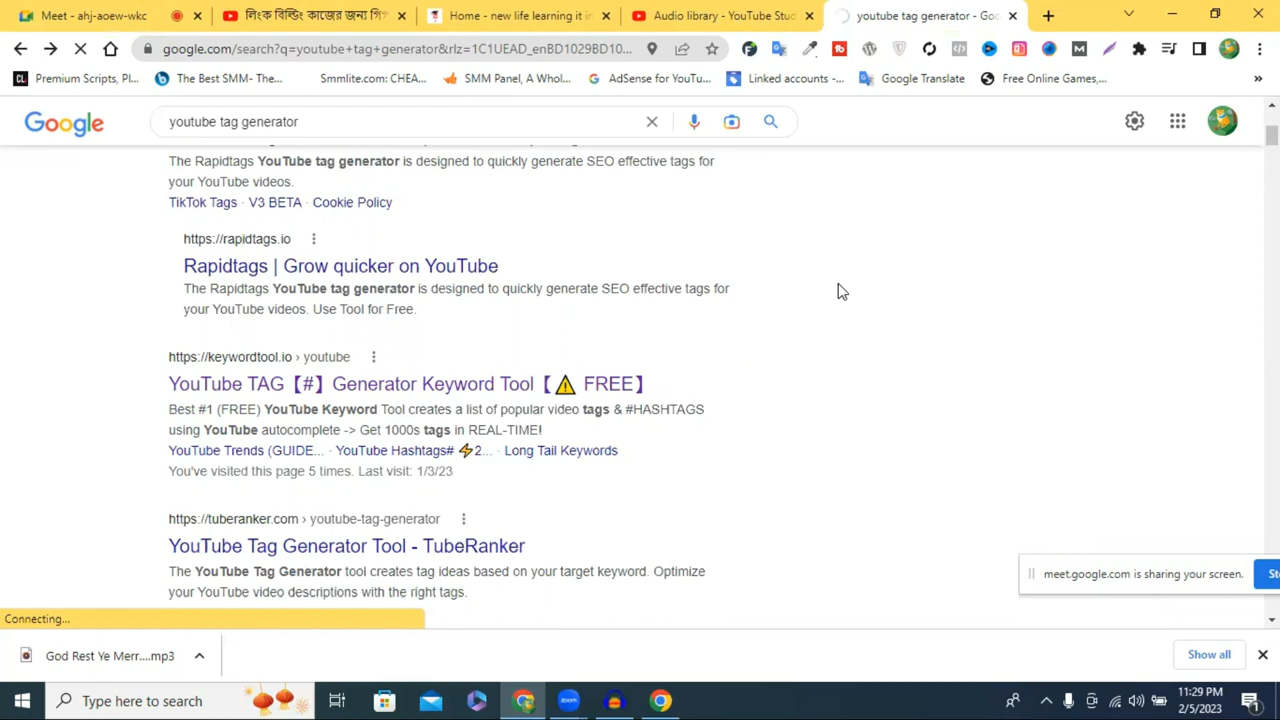 Meet - ahj-aoew-wkc
লিংক বিল্ডিং কাজের জন্য গিপ
Home - new life learning it in
Audio library - YouTube Stud
youtube tag generator - Goo
google.com/search?q=youtube+tag+generator&rlz=1C1UEAD_enBD1029BD10...
Premium Scripts, Pl...
The Best SMM- The...
Smmlite.com: CHEA...
SMM Panel, A Whol...
AdSense for YouTu...
Linked accounts -...
Google Translate
Free Online Games,...
»
Google
youtube tag generator
The Rapidtags YouTube tag generator is designed to quickly generate SEO effective tags for
your YouTube videos.
TikTok Tags · V3 BETA · Cookie Policy
https://rapidtags.io
Rapidtags | Grow quicker on YouTube
The Rapidtags YouTube tag generator is designed to quickly generate SEO effective tags for
your YouTube videos. Use Tool for Free.
https://keywordtool.io › youtube
YouTube TAG【#】Generator Keyword Tool【⚠ FREE】
Best #1 (FREE) YouTube Keyword Tool creates a list of popular video tags & #HASHTAGS
using YouTube autocomplete -> Get 1000s tags in REAL-TIME!
YouTube Trends (GUIDE... · YouTube Hashtags# ⚡2... · Long Tail Keywords
You've visited this page 5 times. Last visit: 1/3/23
https://tuberanker.com › youtube-tag-generator
YouTube Tag Generator Tool - TubeRanker
The YouTube Tag Generator tool creates tag ideas based on your target keyword. Optimize
your YouTube video descriptions with the right tags.
meet.google.com is sharing your screen.
St
Connecting...
God Rest Ye Merr....mp3
Show all
Type here to search
zoom
11:29 PM
2/5/2023
1